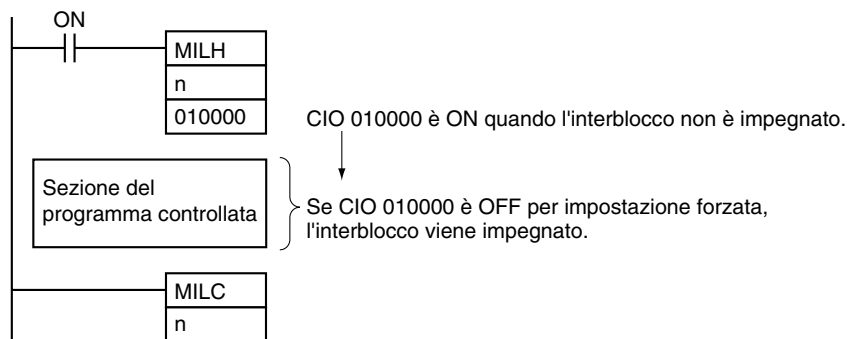 ON
MILH
n
010000
CIO 010000 è ON quando l'interblocco non è impegnato.
Sezione del
programma controllata
Se CIO 010000 è OFF per impostazione forzata,
l'interblocco viene impegnato.
MILC
n